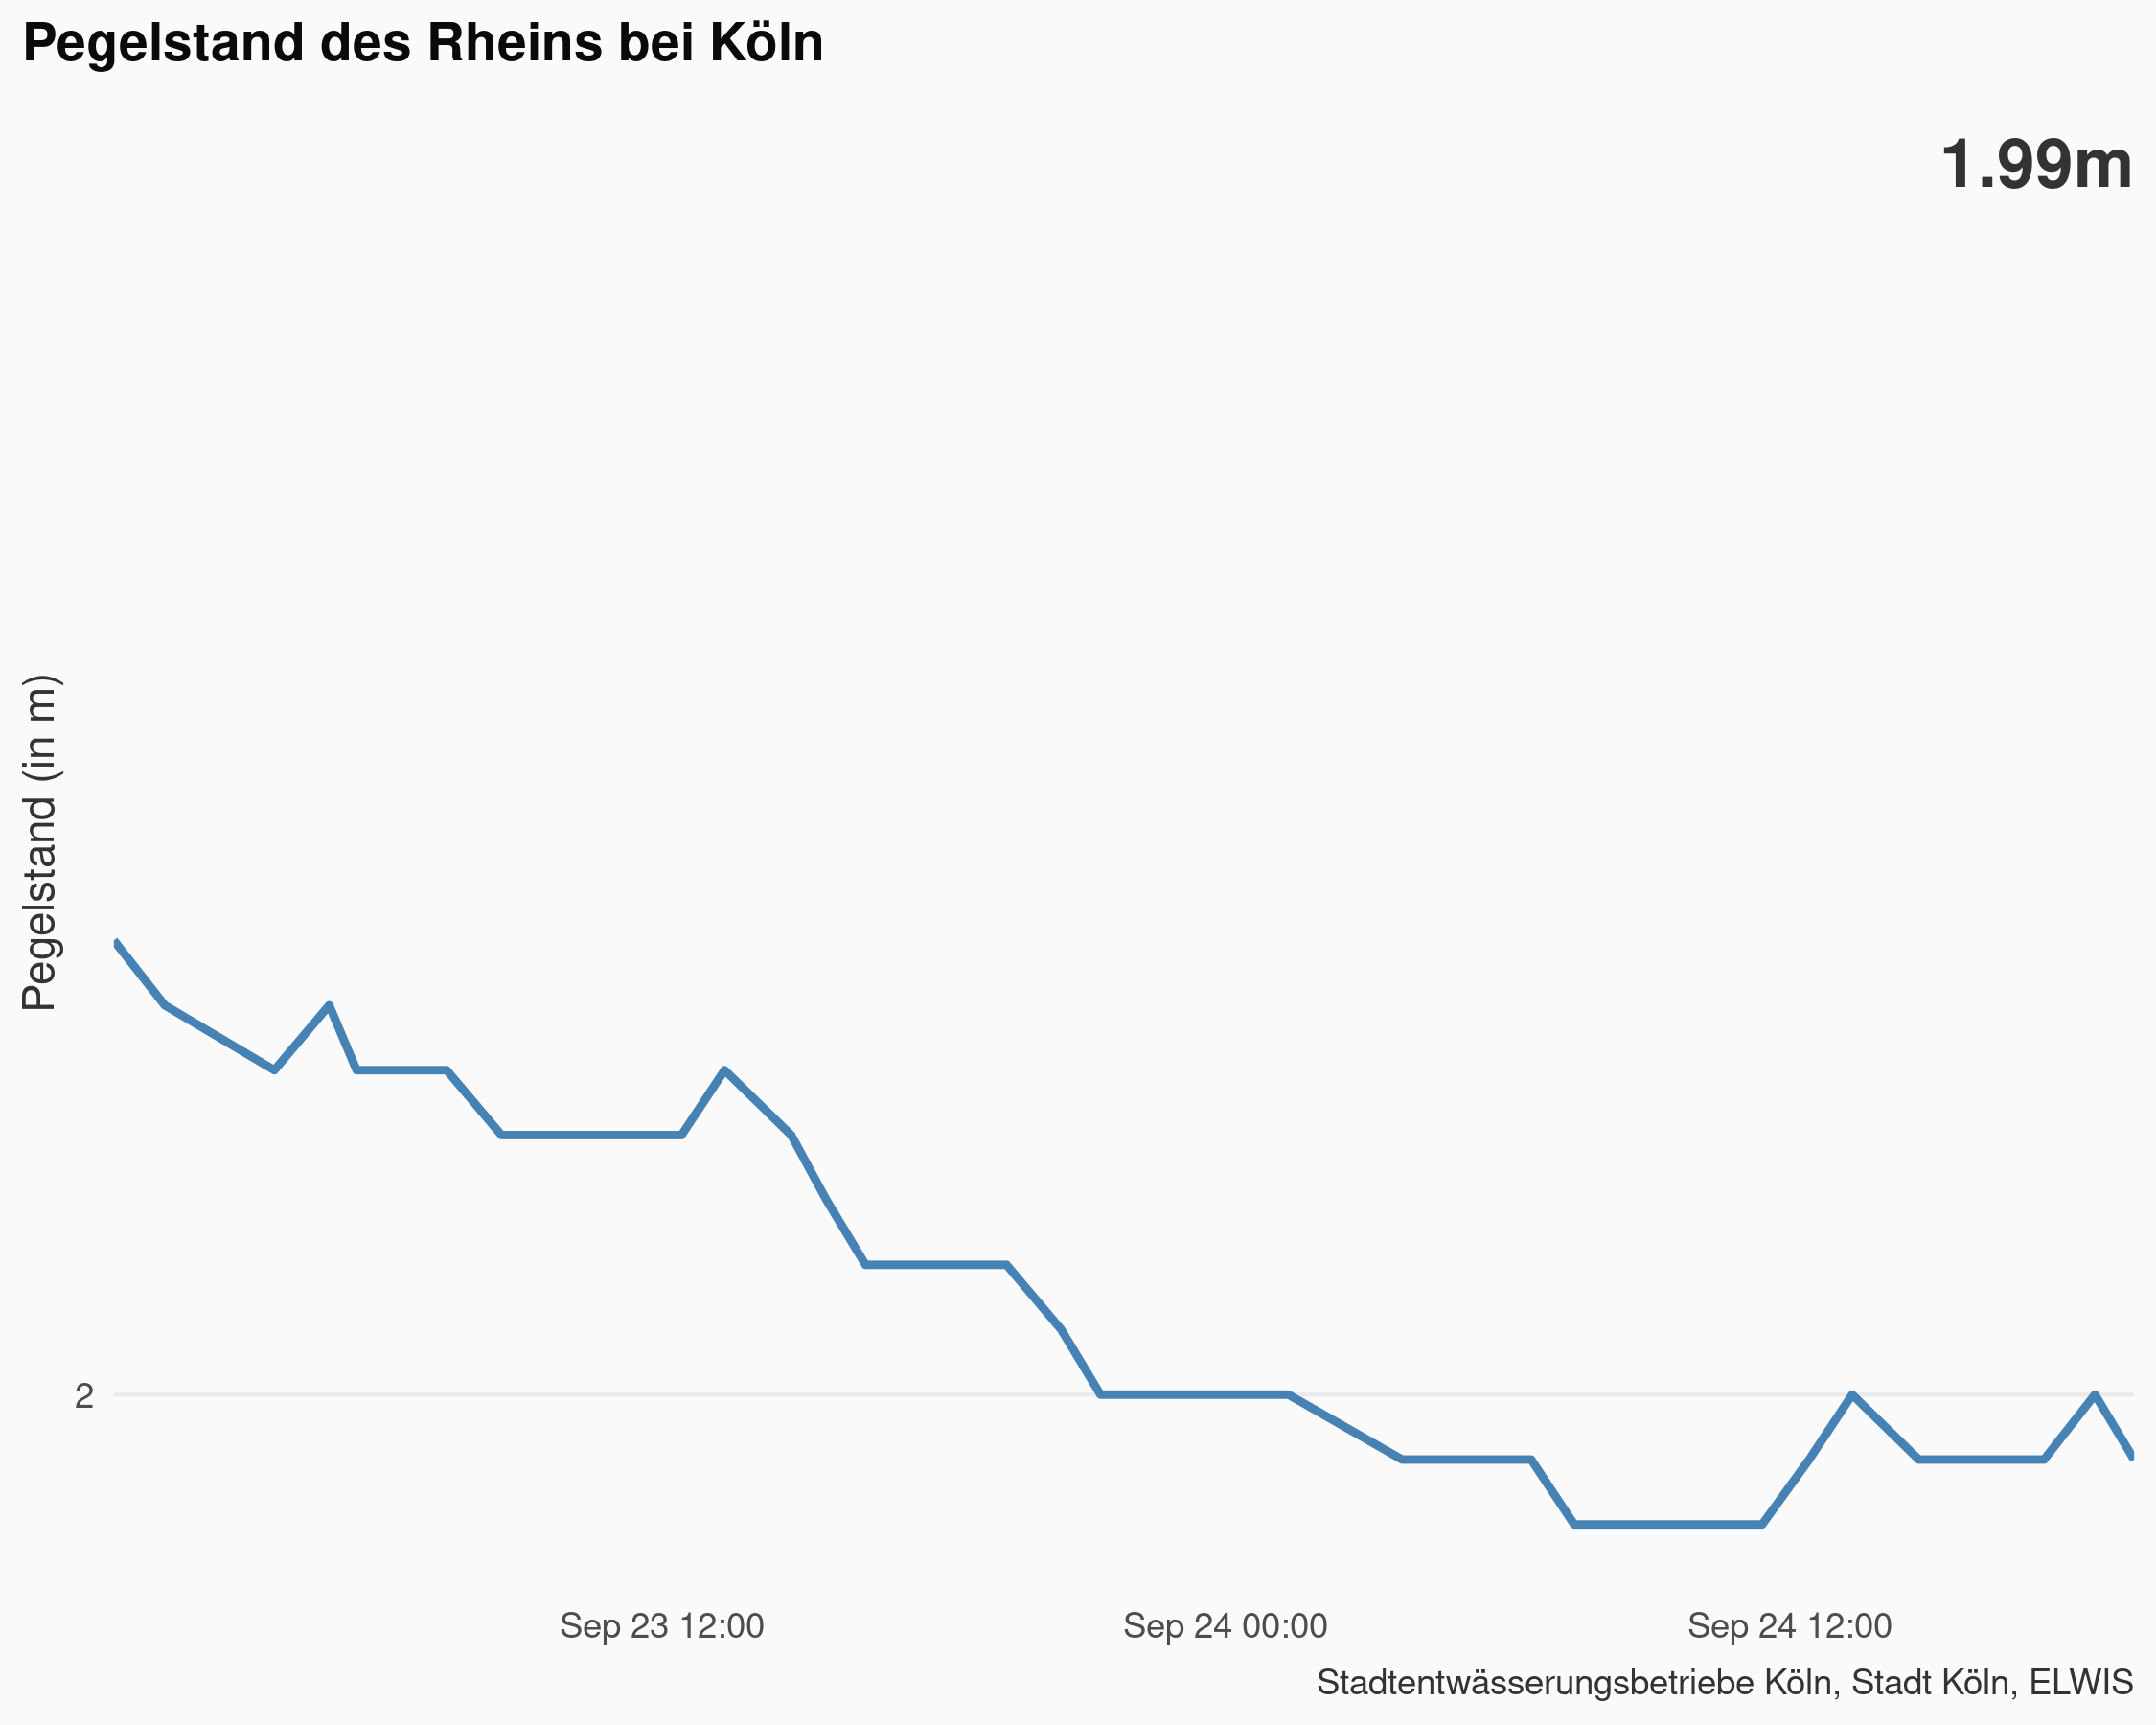 Pegelstand des Rheins bei Köln
1.99m
Pegelstand (in m)
2
Sep 23 12:00
Sep 24 00:00
Sep 24 12:00
Stadtentwässerungsbetriebe Köln, Stadt Köln, ELWIS